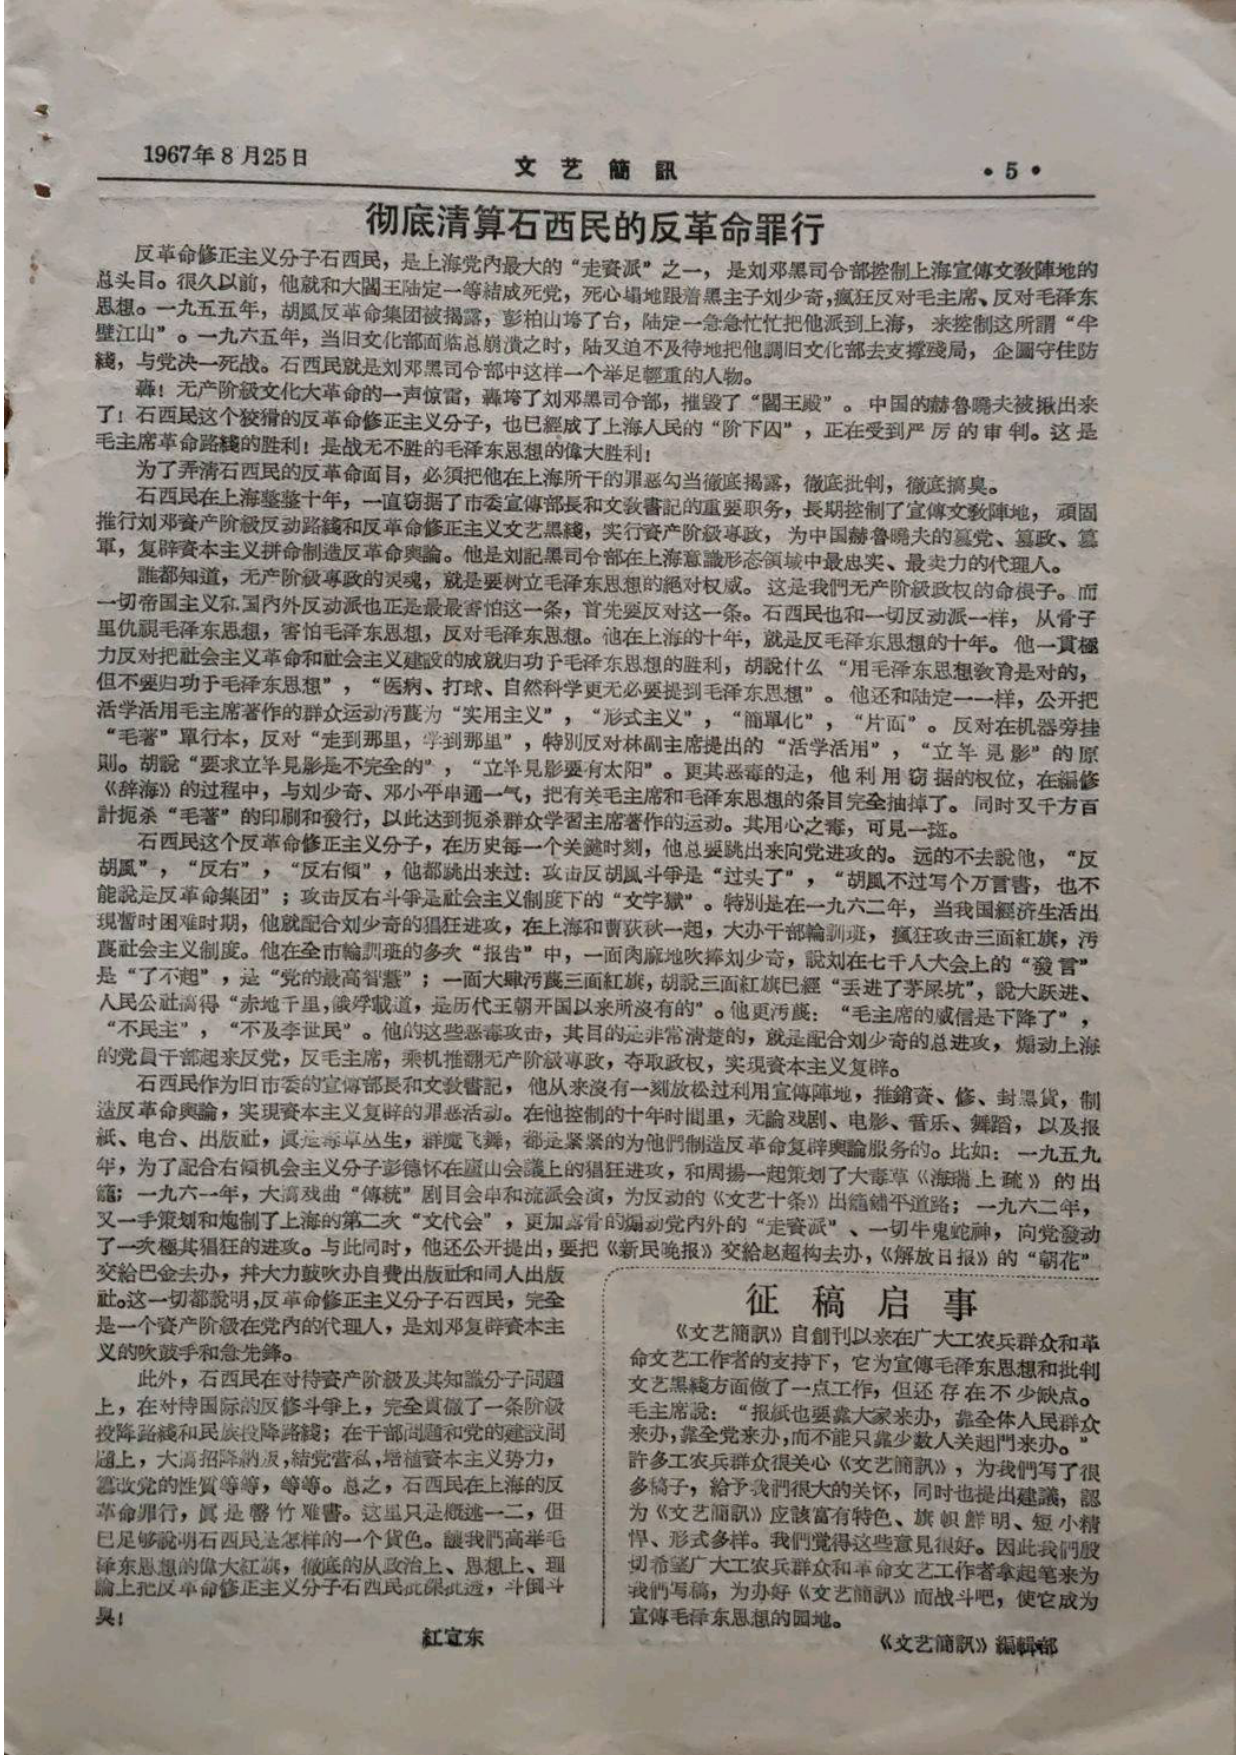 1967年8月25日
文艺簡訊
•5•
彻底清算石西民的反革命罪行
反革命修正主义分子石西民，是上海党內最大的“走資派”之一，是刘邓黑司令部控制上海宣傳文敎陣地的
总头目。很久以前，他就和大閻王陆定一等結成死党，死心塌地跟着黑主子刘少奇，瘋狂反对毛主席、反对毛泽东
思想。一九五五年，胡風反革命集团被揭露，彭柏山垮了台，陆定一急急忙忙把他派到上海，来控制这所謂“半
壁江山”。一九六五年，当旧文化部面临总崩潰之时，陆又迫不及待地把他調旧文化部去支撑殘局，企圖守住防
綫，与党决一死战。石西民就是刘邓黑司令部中这样一个举足輕重的人物。
轟！无产阶級文化大革命的一声惊雷，轟垮了刘邓黑司令部，摧毀了“閻王殿”。中国的赫魯曉夫被揪出来
了！石西民这个狡猾的反革命修正主义分子，也已經成了上海人民的“阶下囚”，正在受到严厉的审判。这是
毛主席革命路綫的胜利！是战无不胜的毛泽东思想的偉大胜利！
为了弄清石西民的反革命面目，必須把他在上海所干的罪恶勾当徹底揭露，徹底批判，徹底搞臭。
石西民在上海整整十年，一直窃据了市委宣傳部長和文敎書記的重要职务，長期控制了宣傳文敎陣地，頑固
推行刘邓資产阶級反动路綫和反革命修正主义文艺黑綫，实行資产阶級專政，为中国赫魯曉夫的篡党、篡政、篡
軍，复辟資本主义拼命制造反革命輿論。他是刘記黑司令部在上海意識形态領域中最忠实、最卖力的代理人。
誰都知道，无产阶級專政的灵魂，就是要树立毛泽东思想的絕对权威。这是我們无产阶級政权的命根子。而
一切帝国主义和国內外反动派也正是最最害怕这一条，首先要反对这一条。石西民也和一切反动派一样，从骨子
里仇視毛泽东思想，害怕毛泽东思想，反对毛泽东思想。他在上海的十年，就是反毛泽东思想的十年。他一貫極
力反对把社会主义革命和社会主义建設的成就归功于毛泽东思想的胜利，胡說什么“用毛泽东思想敎育是对的，
但不要归功于毛泽东思想”，“医病、打球、自然科学更无必要提到毛泽东思想”。他还和陆定一一样，公开把
活学活用毛主席著作的群众运动汚蔑为“实用主义”，“形式主义”，“簡單化”，“片面”。反对在机器旁挂
“毛著”單行本，反对“走到那里，学到那里”，特別反对林副主席提出的“活学活用”，“立竿見影”的原
則。胡說“要求立竿見影是不完全的”，“立竿見影要有太阳”。更其恶毒的是，他利用窃据的权位，在編修
《辞海》的过程中，与刘少奇、邓小平串通一气，把有关毛主席和毛泽东思想的条目完全抽掉了。同时又千方百
計扼杀“毛著”的印刷和發行，以此达到扼杀群众学習主席著作的运动。其用心之毒，可見一斑。
石西民这个反革命修正主义分子，在历史每一个关鍵时刻，他总要跳出来向党进攻的。远的不去說他，“反
胡風”，“反右”，“反右傾”，他都跳出来过：攻击反胡風斗爭是“过头了”，“胡風不过写个万言書，也不
能說是反革命集团”；攻击反右斗爭是社会主义制度下的“文字獄”。特別是在一九六二年，当我国經济生活出
現暂时困难时期，他就配合刘少奇的猖狂进攻，在上海和曹荻秋一起，大办干部輪訓班，瘋狂攻击三面紅旗，汚
蔑社会主义制度。他在全市輪訓班的多次“报告”中，一面肉麻地吹捧刘少奇，說刘在七千人大会上的“發言”
是“了不起”，是“党的最高智慧”；一面大肆汚蔑三面紅旗，胡說三面紅旗已經“丢进了茅屎坑”，說大跃进、
人民公社搞得“赤地千里，餓殍載道，是历代王朝开国以来所沒有的”。他更汚蔑：“毛主席的威信是下降了”，
“不民主”，“不及李世民”。他的这些恶毒攻击，其目的是非常清楚的，就是配合刘少奇的总进攻，煽动上海
的党員干部起来反党，反毛主席，乘机推翻无产阶級專政，夺取政权，实現資本主义复辟。
石西民作为旧市委的宣傳部長和文敎書記，他从来沒有一刻放松过利用宣傳陣地，推銷資、修、封黑貨，制
造反革命輿論，实現資本主义复辟的罪恶活动。在他控制的十年时間里，无論戏剧、电影、音乐、舞蹈，以及报
紙、电台、出版社，眞是毒草丛生，群魔飞舞，都是紧紧的为他們制造反革命复辟輿論服务的。比如：一九五九
年，为了配合右傾机会主义分子彭德怀在廬山会議上的猖狂进攻，和周揚一起策划了大毒草《海瑞上疏》的出
籠；一九六一年，大搞戏曲“傳統”剧目会串和流派会演，为反动的《文艺十条》出籠鋪平道路；一九六二年，
又一手策划和炮制了上海的第二次“文代会”，更加露骨的煽动党内外的“走資派”、一切牛鬼蛇神，向党發动
了一次極其猖狂的进攻。与此同时，他还公开提出，要把《新民晚报》交給赵超构去办，《解放日报》的“朝花”
交給巴金去办，幷大力鼓吹办自費出版社和同人出版
社。这一切都說明，反革命修正主义分子石西民，完全
是一个資产阶級在党内的代理人，是刘邓复辟資本主
义的吹鼓手和急先鋒。
此外，石西民在对待資产阶級及其知識分子問題
上，在对待国际的反修斗爭上，完全貫徹了一条阶級
投降路綫和民族投降路綫；在干部問題和党的建設問
題上，大搞招降納叛，結党营私，增植資本主义势力，
篡改党的性質等等，等等。总之，石西民在上海的反
革命罪行，眞是罄竹难書。这里只是概述一二，但
已足够說明石西民是怎样的一个貨色。讓我們高举毛
泽东思想的偉大紅旗，徹底的从政治上、思想上、理
論上把反革命修正主义分子石西民批深批透，斗倒斗
臭！
紅宣东
征稿启事
《文艺簡訊》自創刊以来在广大工农兵群众和革
命文艺工作者的支持下，它为宣傳毛泽东思想和批判
文艺黑綫方面做了一点工作，但还存在不少缺点。
毛主席說：“报紙也要靠大家来办，靠全体人民群众
来办，靠全党来办，而不能只靠少数人关起門来办。”
許多工农兵群众很关心《文艺簡訊》，为我們写了很
多稿子，給予我們很大的关怀，同时也提出建議，認
为《文艺簡訊》应該富有特色、旗帜鮮明、短小精
悍、形式多样。我們覚得这些意見很好。因此我們殷
切希望广大工农兵群众和革命文艺工作者拿起笔来为
我們写稿，为办好《文艺簡訊》而战斗吧，使它成为
宣傳毛泽东思想的园地。
《文艺簡訊》編輯部